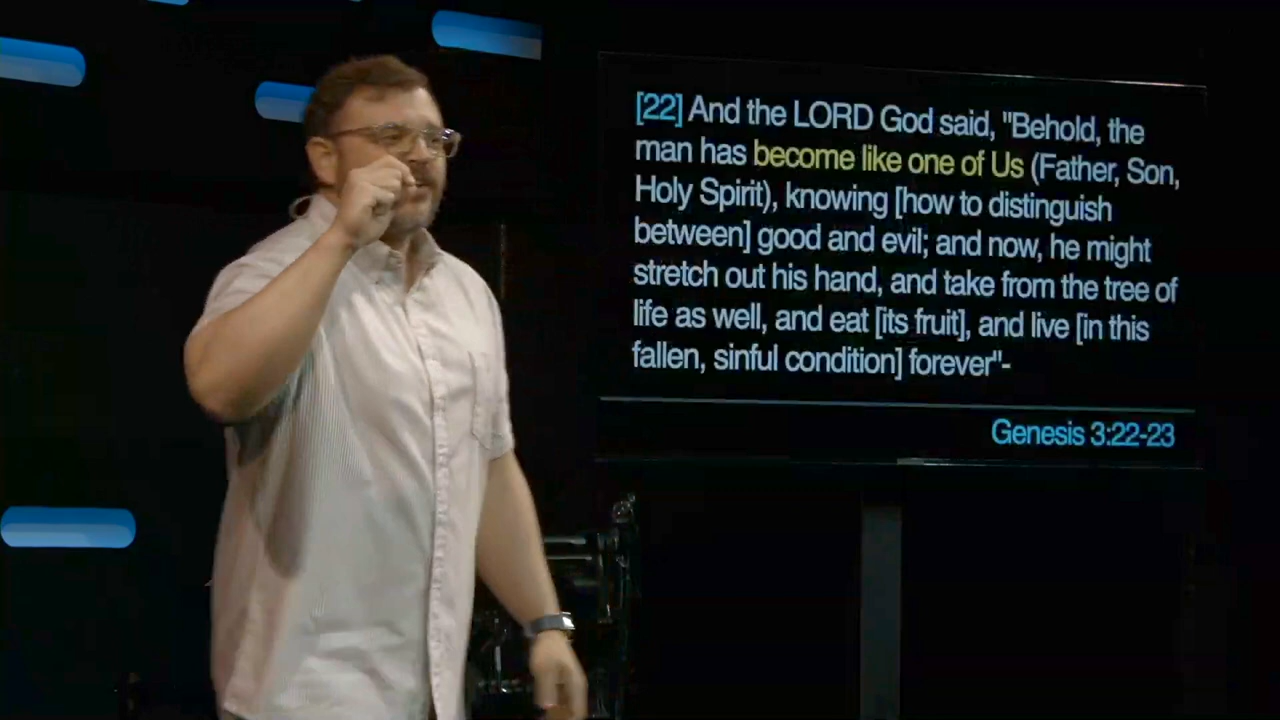 [22] And the LORD God said, "Behold, the
man has become like one of Us (Father, Son,
Holy Spirit), knowing [how to distinguish
between] good and evil; and now, he might
stretch out his hand, and take from the tree of
life as well, and eat [its fruit], and live [in this
fallen, sinful condition] forever"-
Genesis 3:22-23